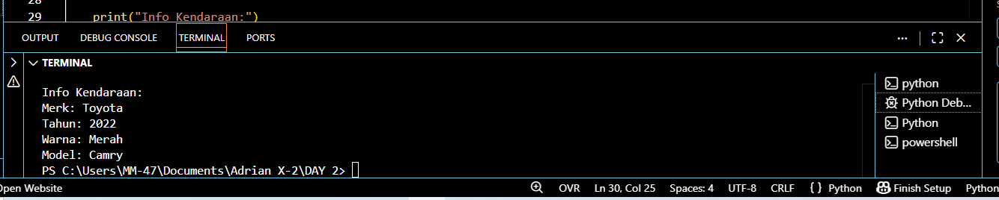 28
29 print("Info Kendaraan:")
OUTPUT DEBUG CONSOLE TERMINAL PORTS
TERMINAL
Info Kendaraan:
Merk: Toyota
Tahun: 2022
Warna: Merah
Model: Camry
PS C:\Users\MM-47\Documents\Adrian X-2\DAY 2>
python
Python Deb...
Python
powershell
Open Website OVR Ln 30, Col 25 Spaces: 4 UTF-8 CRLF { } Python Finish Setup Python